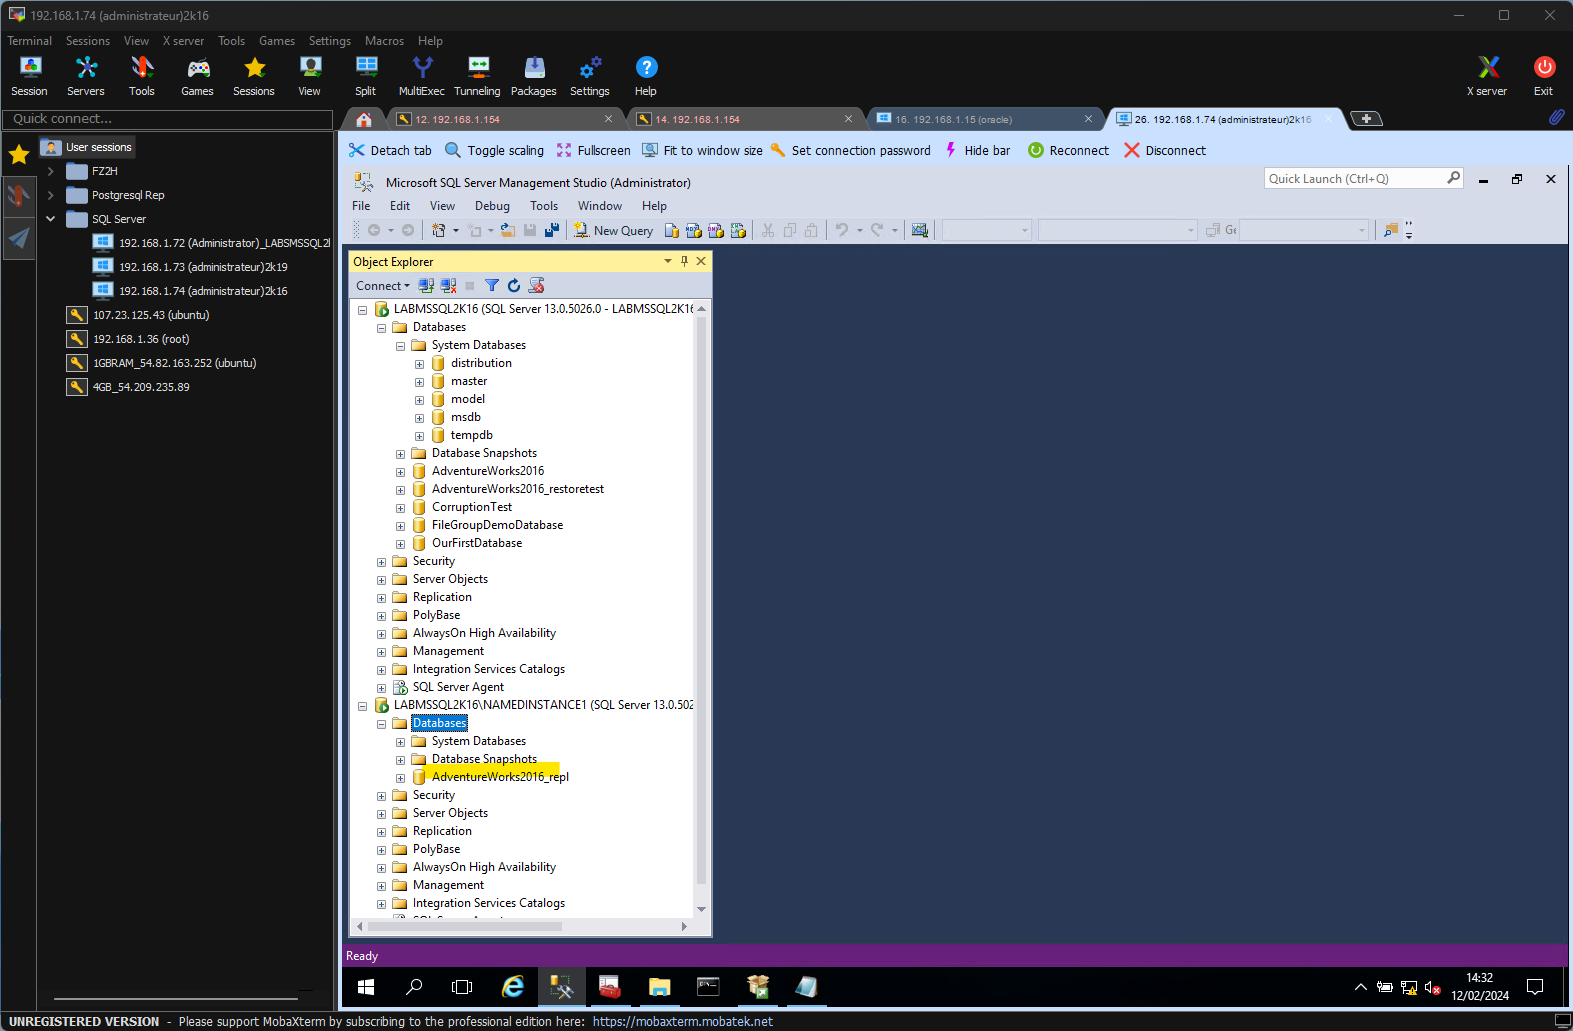 192.168.1.74 (administrateur)2k16
Terminal Sessions View X server Tools Games Settings Macros Help
Session Servers Tools Games Sessions View Split MultiExec Tunneling Packages Settings Help X server Exit
Quick connect...
12. 192.168.1.154
14. 192.168.1.154
16. 192.168.1.15 (oracle)
26. 192.168.1.74 (administrateur)2k16
User sessions
FZ2H
Postgresql Rep
SQL Server
192.168.1.72 (Administrator)_LABSMSSQL2
192.168.1.73 (administrateur)2k19
192.168.1.74 (administrateur)2k16
107.23.125.43 (ubuntu)
192.168.1.36 (root)
1GBRAM_54.82.163.252 (ubuntu)
4GB_54.209.235.89
Detach tab Toggle scaling Fullscreen Fit to window size Set connection password Hide bar Reconnect Disconnect
Microsoft SQL Server Management Studio (Administrator)
Quick Launch (Ctrl+Q)
File Edit View Debug Tools Window Help
New Query
Object Explorer
Connect
LABMSSQL2K16 (SQL Server 13.0.5026.0 - LABMSSQL2K16
Databases
System Databases
distribution
master
model
msdb
tempdb
Database Snapshots
AdventureWorks2016
AdventureWorks2016_restoretest
CorruptionTest
FileGroupDemoDatabase
OurFirstDatabase
Security
Server Objects
Replication
PolyBase
AlwaysOn High Availability
Management
Integration Services Catalogs
SQL Server Agent
LABMSSQL2K16\NAMEDINSTANCE1 (SQL Server 13.0.502
Databases
System Databases
Database Snapshots
AdventureWorks2016_repl
Security
Server Objects
Replication
PolyBase
AlwaysOn High Availability
Management
Integration Services Catalogs
Ready
14:32
12/02/2024
UNREGISTERED VERSION - Please support MobaXterm by subscribing to the professional edition here: https://mobaxterm.mobatek.net